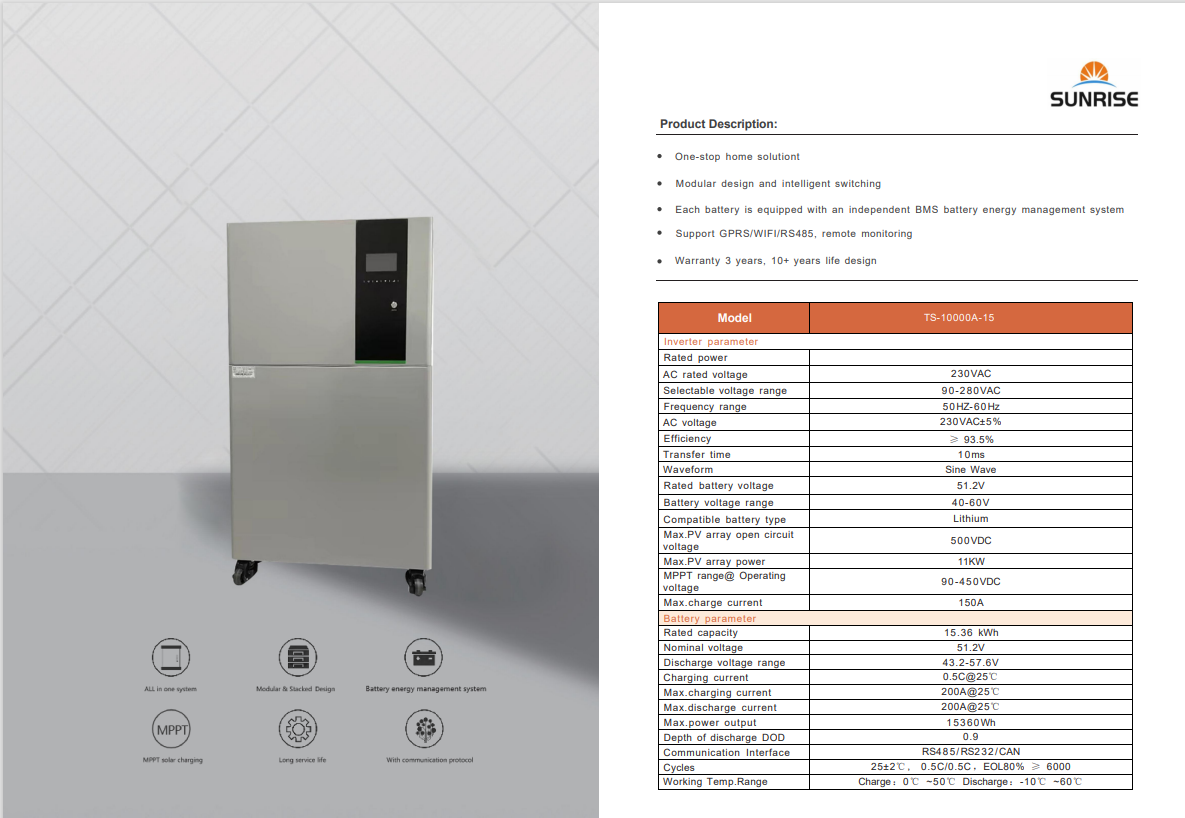 ALL in one system
Modular & Stacked Design
Battery energy management system
MPPT
MPPT solar charging
Long service life
With communication protocol
SUNRISE
Product Description:
● One-stop home solutiont
● Modular design and intelligent switching
● Each battery is equipped with an independent BMS battery energy management system
● Support GPRS/WIFI/RS485, remote monitoring
● Warranty 3 years, 10+ years life design
Model TS-10000A-15
Inverter parameter
Rated power
AC rated voltage 230VAC
Selectable voltage range 90-280VAC
Frequency range 50HZ-60Hz
AC voltage 230VAC±5%
Efficiency ≥ 93.5%
Transfer time 10ms
Waveform Sine Wave
Rated battery voltage 51.2V
Battery voltage range 40-60V
Compatible battery type Lithium
Max.PV array open circuit
voltage 500VDC
Max.PV array power 11KW
MPPT range@ Operating
voltage 90-450VDC
Max.charge current 150A
Battery parameter
Rated capacity 15.36 kWh
Nominal voltage 51.2V
Discharge voltage range 43.2-57.6V
Charging current 0.5C@25℃
Max.charging current 200A@25℃
Max.discharge current 200A@25℃
Max.power output 15360Wh
Depth of discharge DOD 0.9
Communication Interface RS485/RS232/CAN
Cycles 25±2℃， 0.5C/0.5C，EOL80% ≥ 6000
Working Temp.Range Charge：0℃ ~50℃ Discharge：-10℃ ~60℃